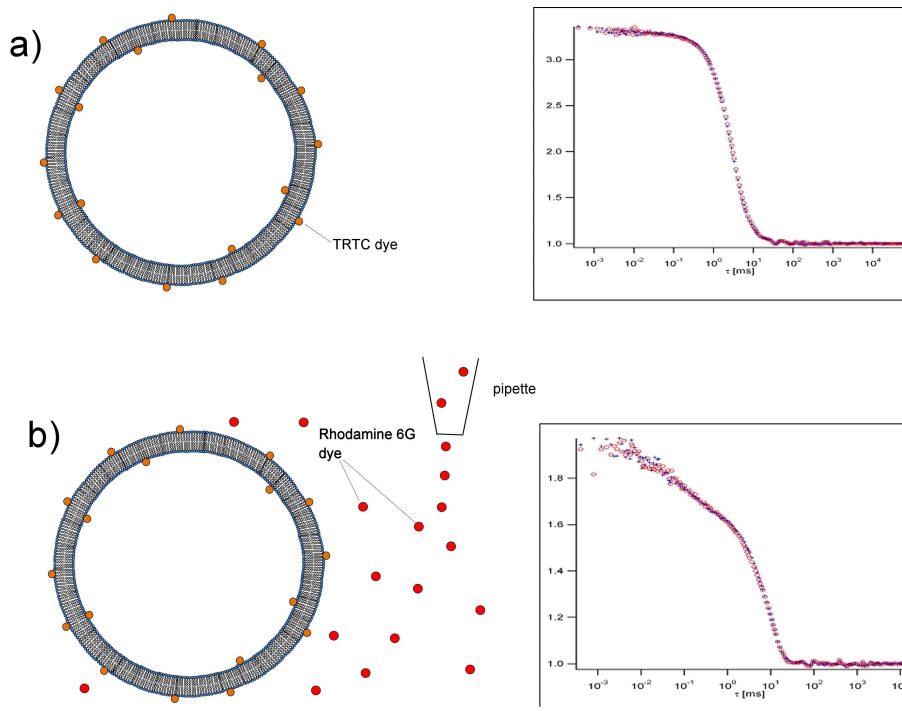 a)
TRTC dye
3.0
2.5
2.0
1.5
1.0
10-3 10-2 10-1 100 101 102 103 104
τ [ms]
b)
pipette
Rhodamine 6G
dye
1.8
1.6
1.4
1.2
1.0
10-3 10-2 10-1 100 101 102 103
τ [ms]